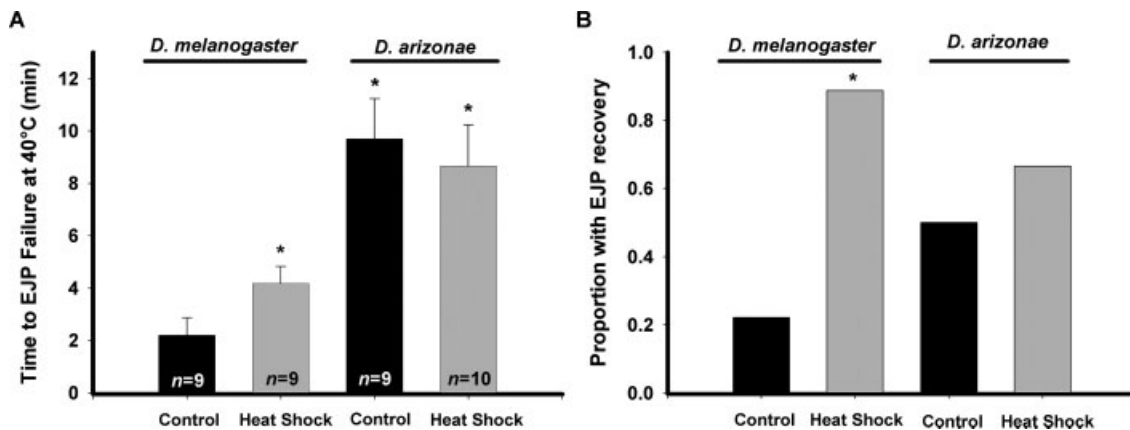 A
D. melanogaster
D. arizonae
Time to EJP Failure at 40°C (min)
12
10
8
6
4
2
0
*
*
*
n=9
n=9
n=9
n=10
Control
Heat Shock
Control
Heat Shock
B
D. melanogaster
D. arizonae
Proportion with EJP recovery
1.0
0.8
0.6
0.4
0.2
0.0
*
Control
Heat Shock
Control
Heat Shock